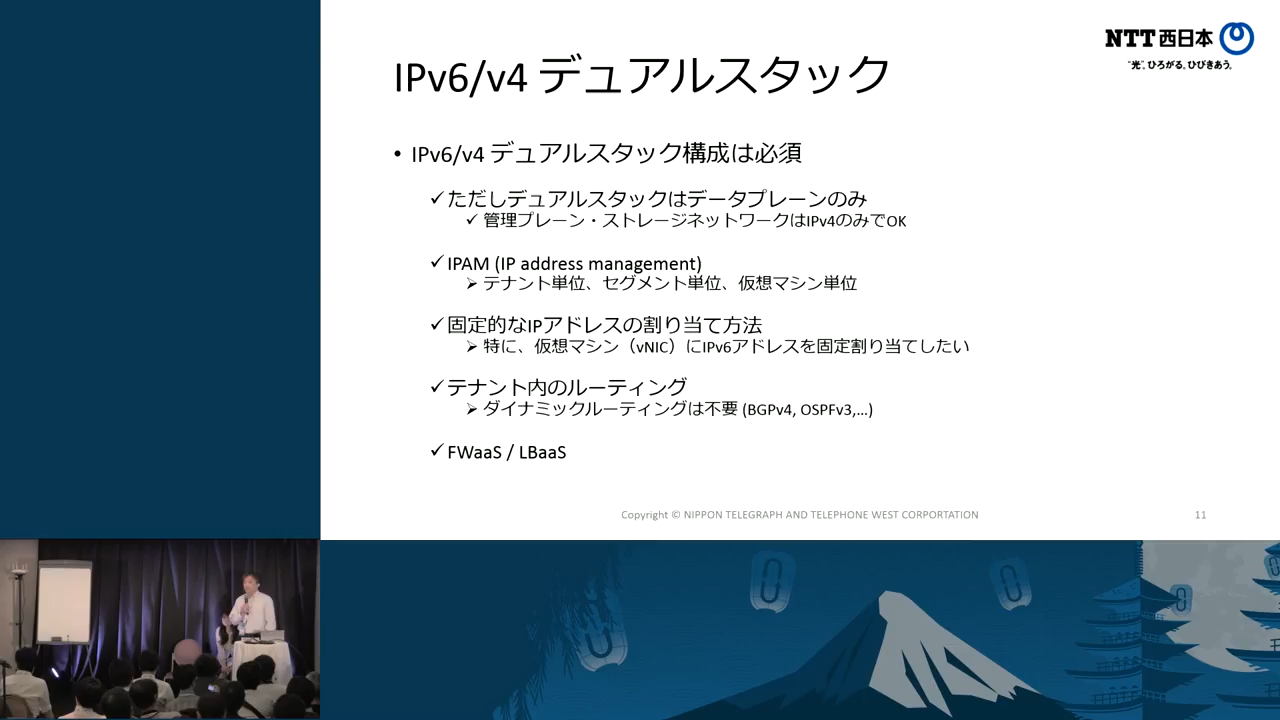 NTT西日本
“光”、ひろがる。ひびきあう。
IPv6/v4 デュアルスタック
• IPv6/v4 デュアルスタック構成は必須
✓ ただしデュアルスタックはデータプレーンのみ
✓ 管理プレーン・ストレージネットワークはIPv4のみでOK
✓ IPAM (IP address management)
➢ テナント単位、セグメント単位、仮想マシン単位
✓ 固定的なIPアドレスの割り当て方法
➢ 特に、仮想マシン（vNIC）にIPv6アドレスを固定割り当てしたい
✓ テナント内のルーティング
➢ ダイナミックルーティングは不要 (BGPv4, OSPFv3,…)
✓ FWaaS / LBaaS
Copyright © NIPPON TELEGRAPH AND TELEPHONE WEST CORPORTATION
11